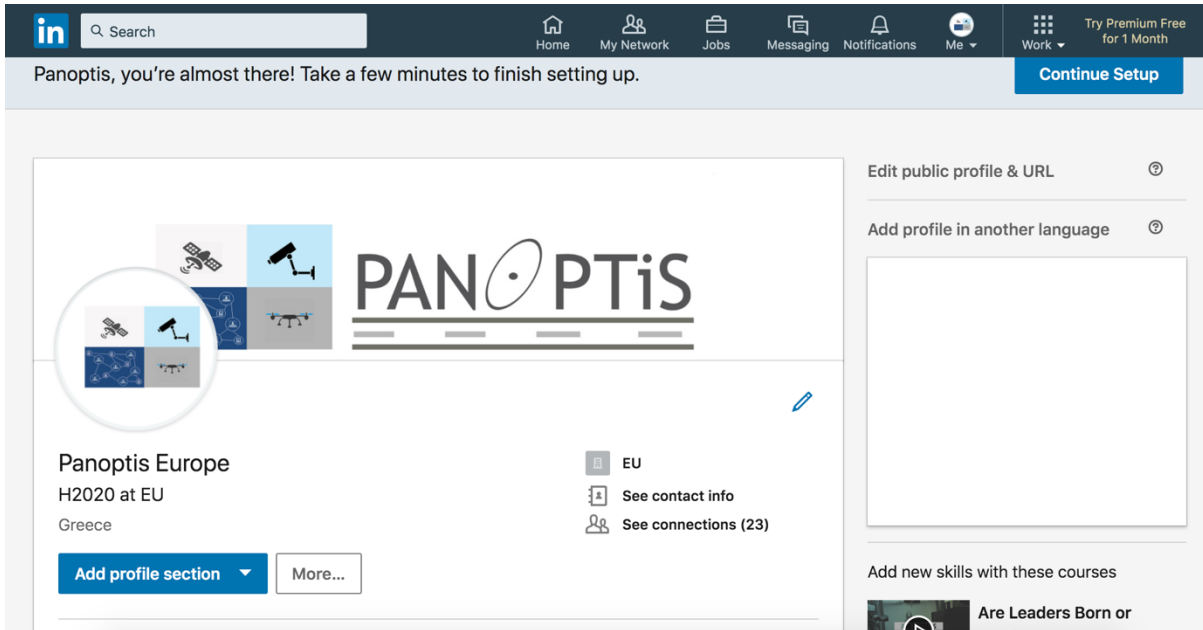 in
Search
Home
My Network
Jobs
Messaging
Notifications
Me
Work
Try Premium Free
for 1 Month
Panoptis, you’re almost there! Take a few minutes to finish setting up.
Continue Setup
PANOPTiS
Edit public profile & URL
Add profile in another language
Panoptis Europe
H2020 at EU
Greece
EU
See contact info
See connections (23)
Add profile section
More...
Add new skills with these courses
Are Leaders Born or